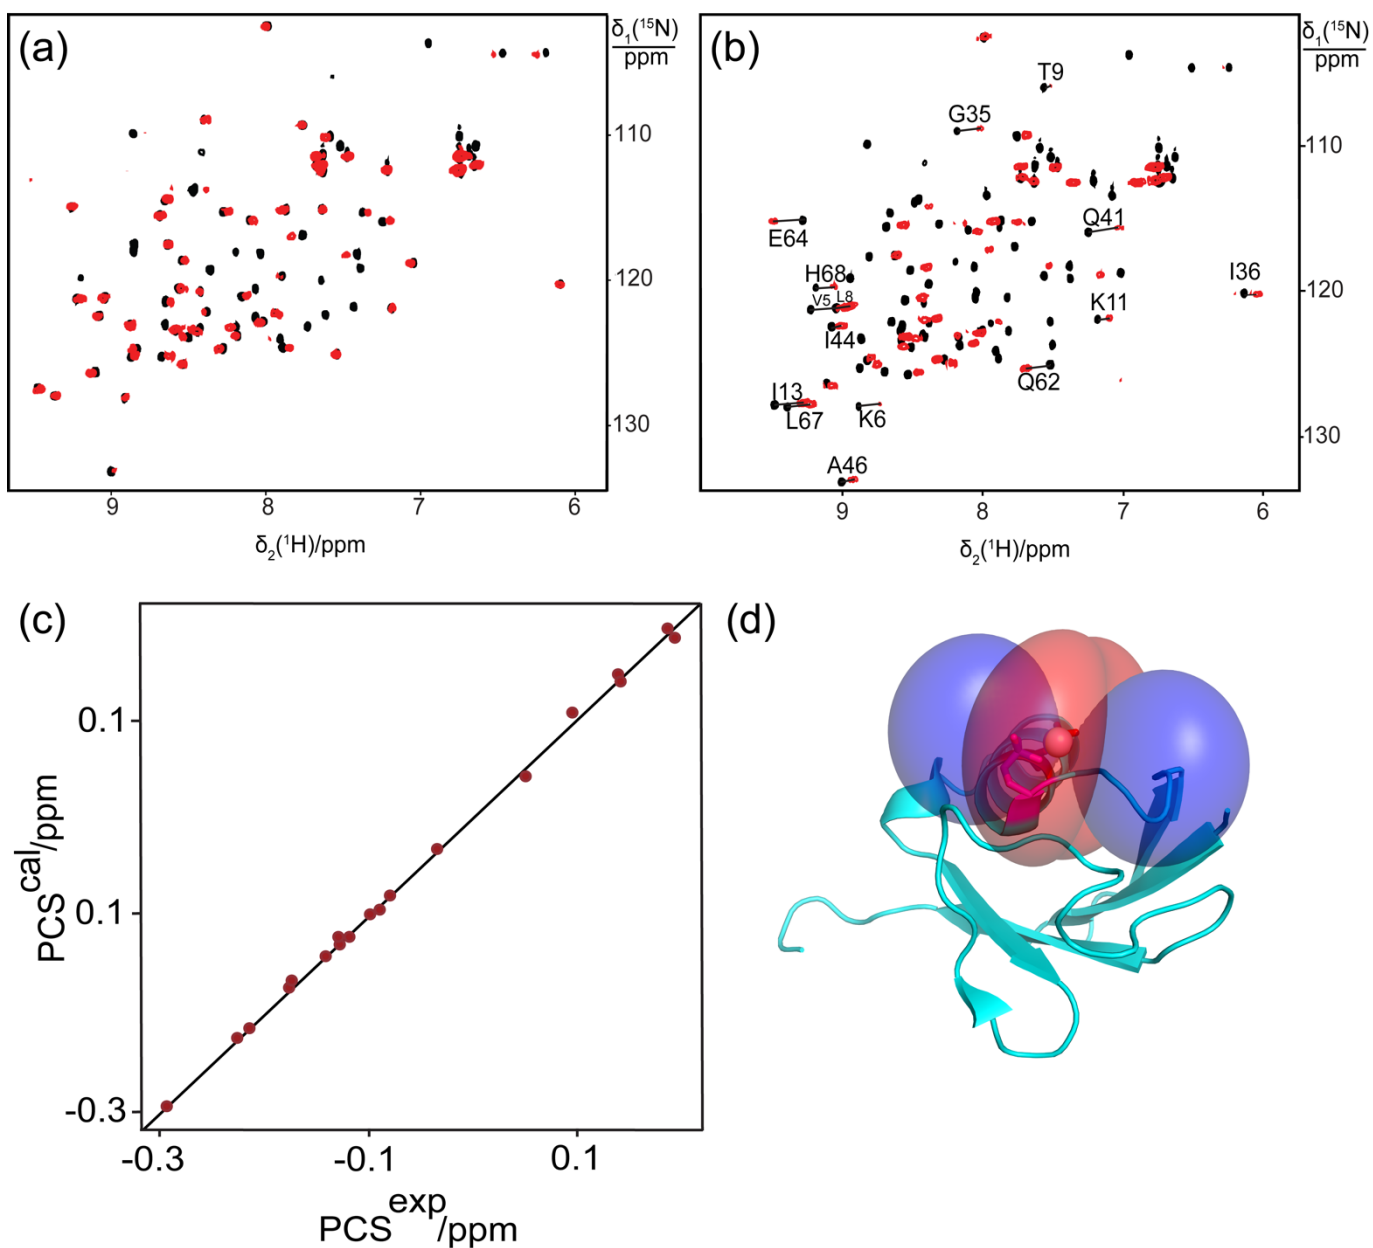 (a)
δ₁(¹⁵N)
ppm
110
120
130
9 8 7 6
δ₂(¹H)/ppm
(b)
δ₁(¹⁵N)
ppm
T9
G35
110
E64
Q41
H68
I36
V5 L8
120
K11
I44
Q62
I13
L67
K6
130
A46
9 8 7 6
δ₂(¹H)/ppm
(c)
0.1
0.1
-0.3
PCSᶜᵃˡ/ppm
-0.3 -0.1 0.1
PCSᵉˣᵖ/ppm
(d)